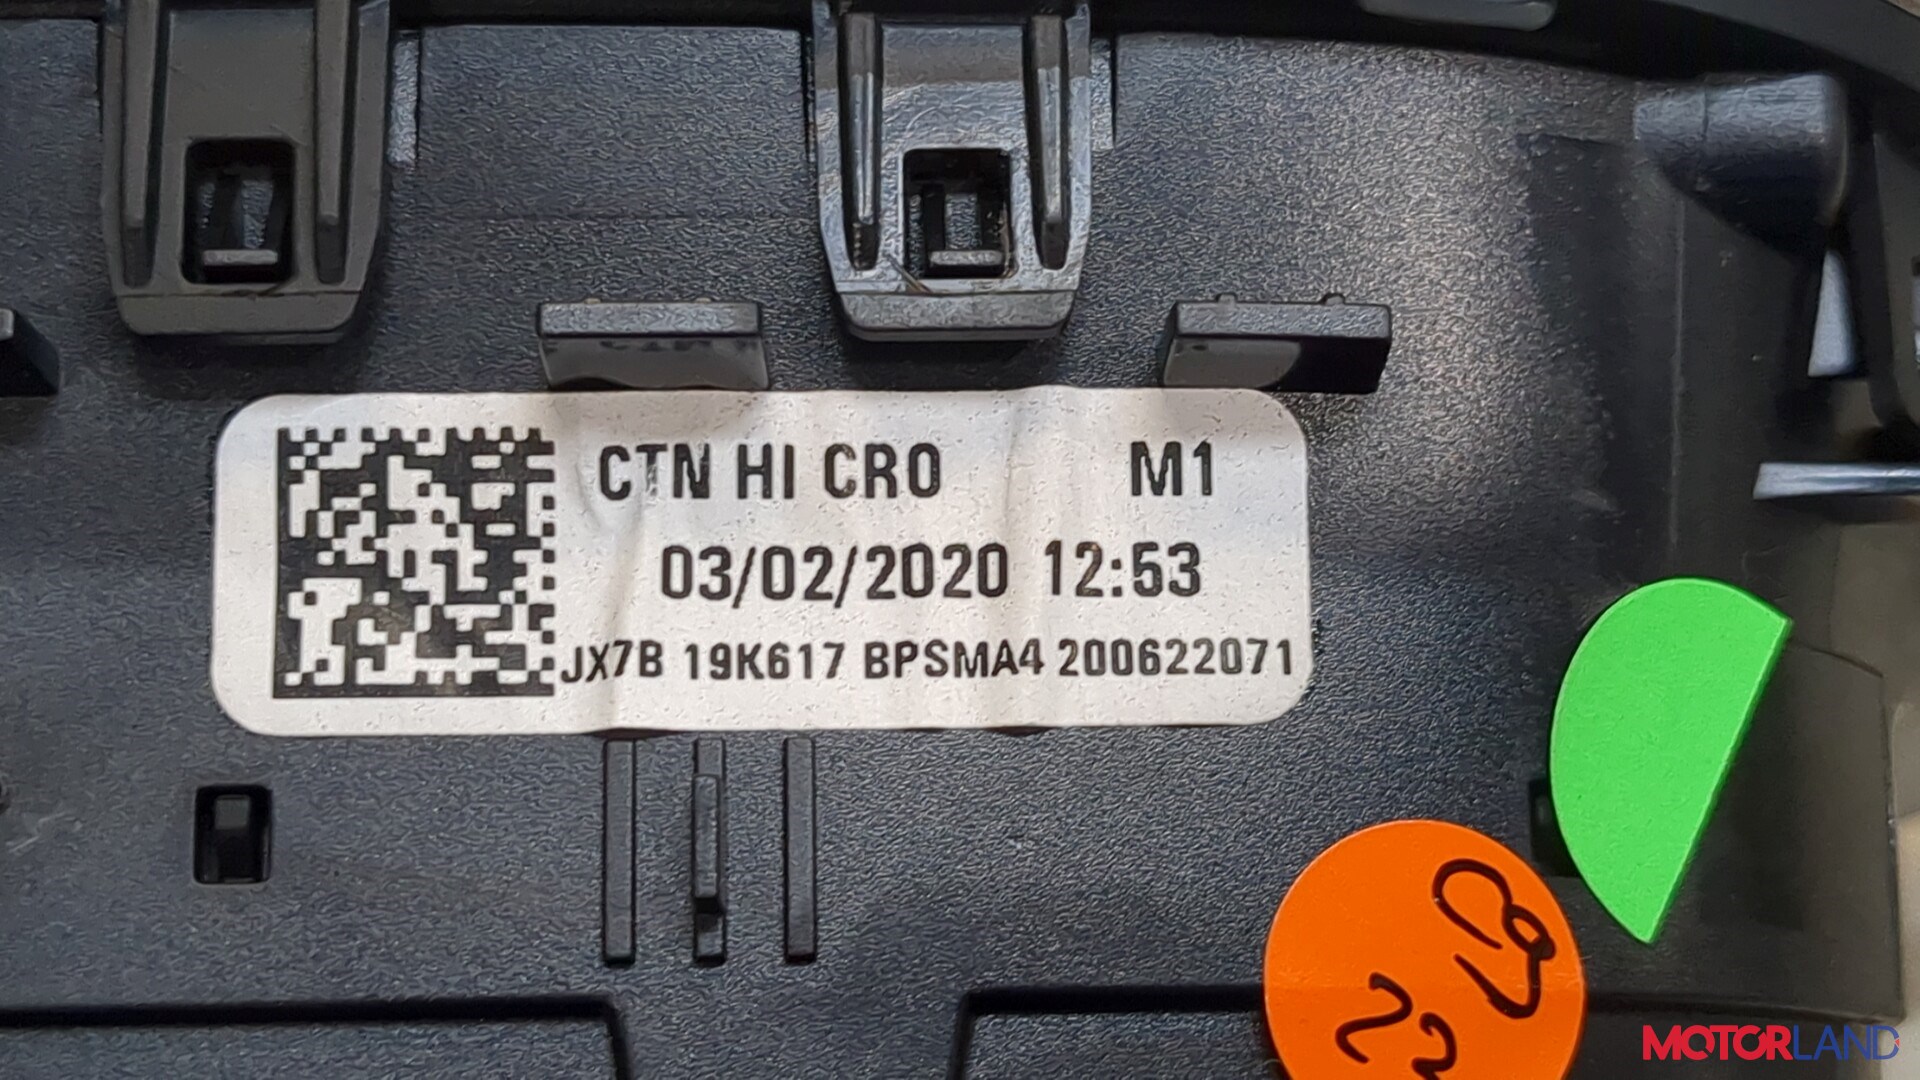 CTN HI CRO M1
03/02/2020 12:53
JX7B 19K617 BPSMA4 200622071
MOTORLAND